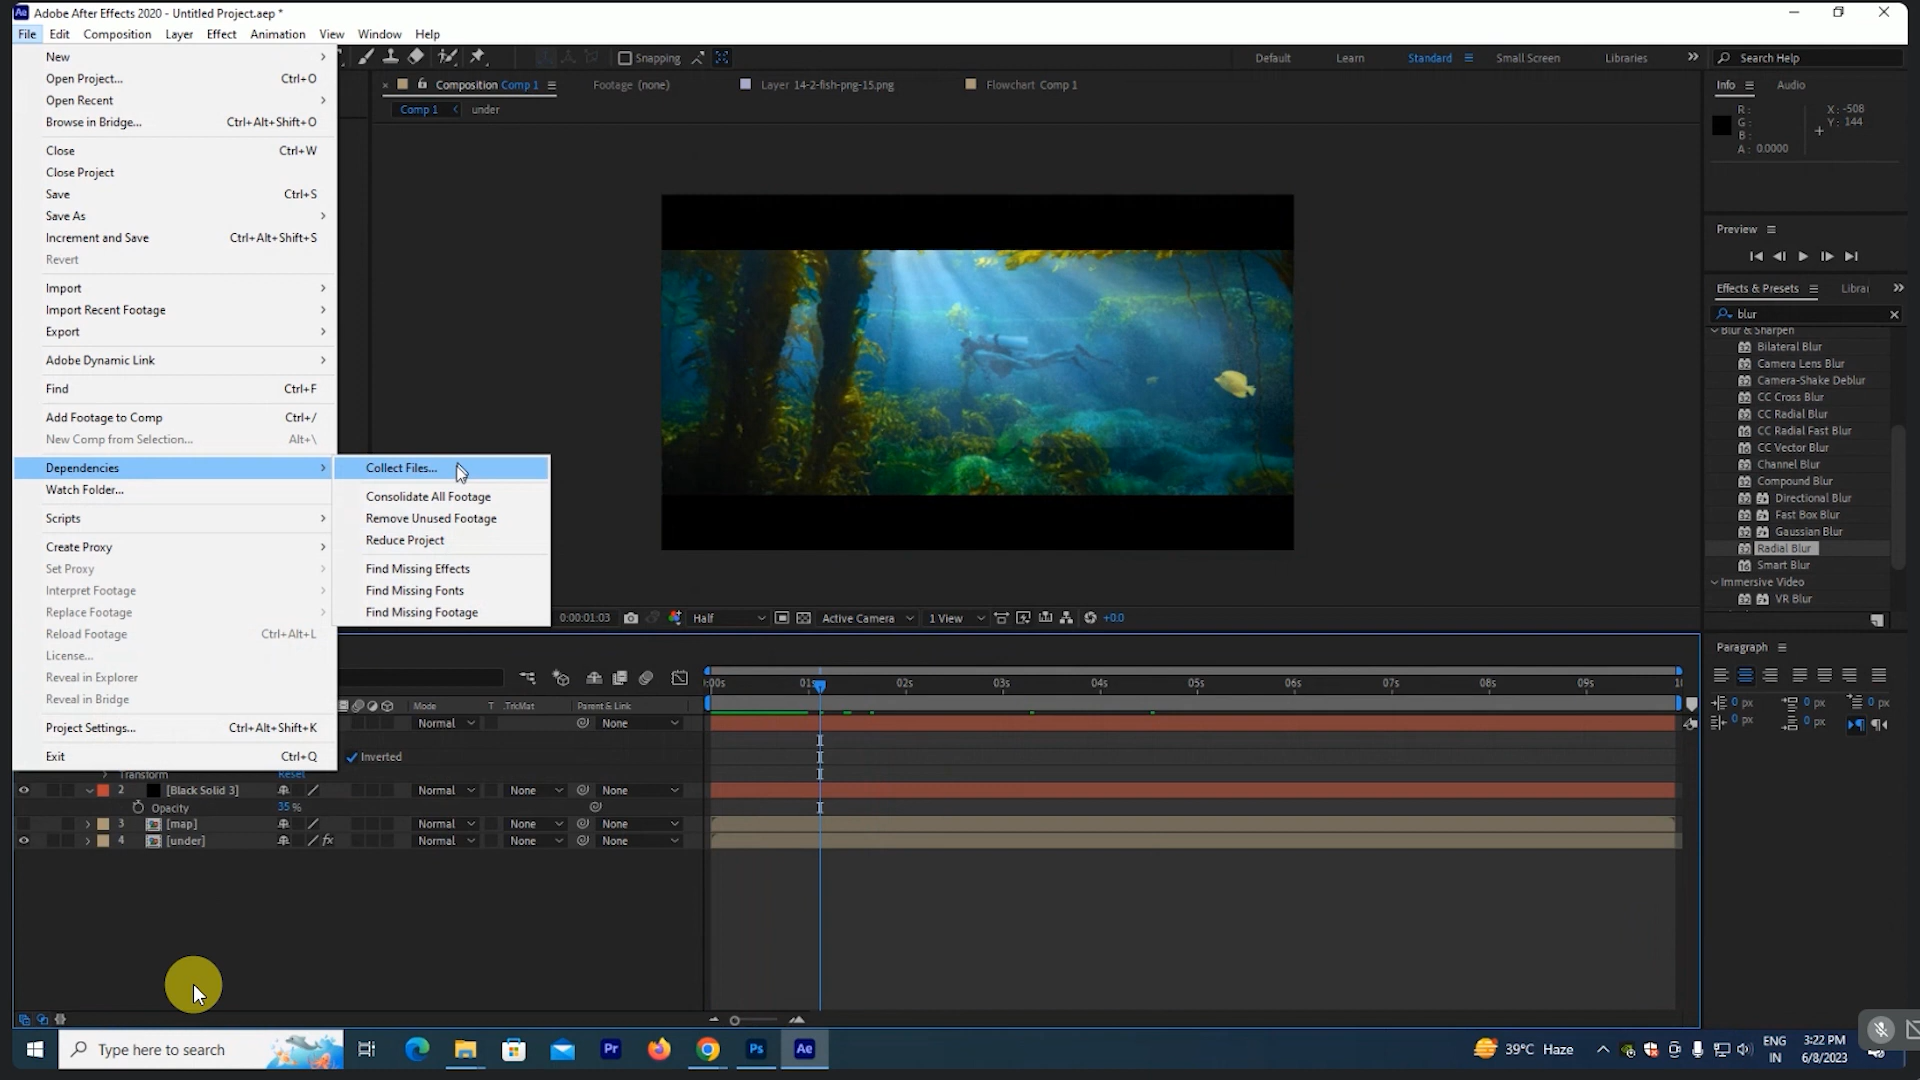 Ae Adobe After Effects 2020 - Untitled Project.aep *
File Edit Composition Layer Effect Animation View Window Help
New
Open Project... Ctrl+O
Open Recent
Browse in Bridge... Ctrl+Alt+Shift+O
Close Ctrl+W
Close Project
Save Ctrl+S
Save As
Increment and Save Ctrl+Alt+Shift+S
Revert
Import
Import Recent Footage
Export
Adobe Dynamic Link
Find Ctrl+F
Add Footage to Comp Ctrl+/
New Comp from Selection... Alt+\
Dependencies
Watch Folder...
Scripts
Create Proxy
Set Proxy
Interpret Footage
Replace Footage
Reload Footage Ctrl+Alt+L
License...
Reveal in Explorer
Reveal in Bridge
Project Settings... Ctrl+Alt+Shift+K
Exit Ctrl+Q
Collect Files...
Consolidate All Footage
Remove Unused Footage
Reduce Project
Find Missing Effects
Find Missing Fonts
Find Missing Footage
Snapping
Default Learn Standard Small Screen Libraries
Search Help
Composition Comp 1 Footage (none) Layer 14-2-fish-png-15.png Flowchart Comp 1
Comp 1 under
Info Audio
R:
G:
B:
A: 0.0000
X: -508
Y: 144
Preview
Effects & Presets Librai
blur
Blur & Sharpen
Bilateral Blur
Camera Lens Blur
Camera-Shake Deblur
CC Cross Blur
CC Radial Blur
CC Radial Fast Blur
CC Vector Blur
Channel Blur
Compound Blur
Directional Blur
Fast Box Blur
Gaussian Blur
Radial Blur
Smart Blur
Immersive Video
VR Blur
0:00:01:03 Half Active Camera 1 View +0.0
Paragraph
0 px 0 px 0 px
0 px 0 px
:00s 01s 02s 03s 04s 05s 06s 07s 08s 09s 10
Mode T .TrkMat Parent & Link
Normal None
Inverted
Transform Reset
2 [Black Solid 3] Normal None None
Opacity 35 %
3 [map] Normal None None
4 [under] fx Normal None None
Type here to search Pr Ps Ae
39°C Haze ENG 3:22 PM
IN 6/8/2023